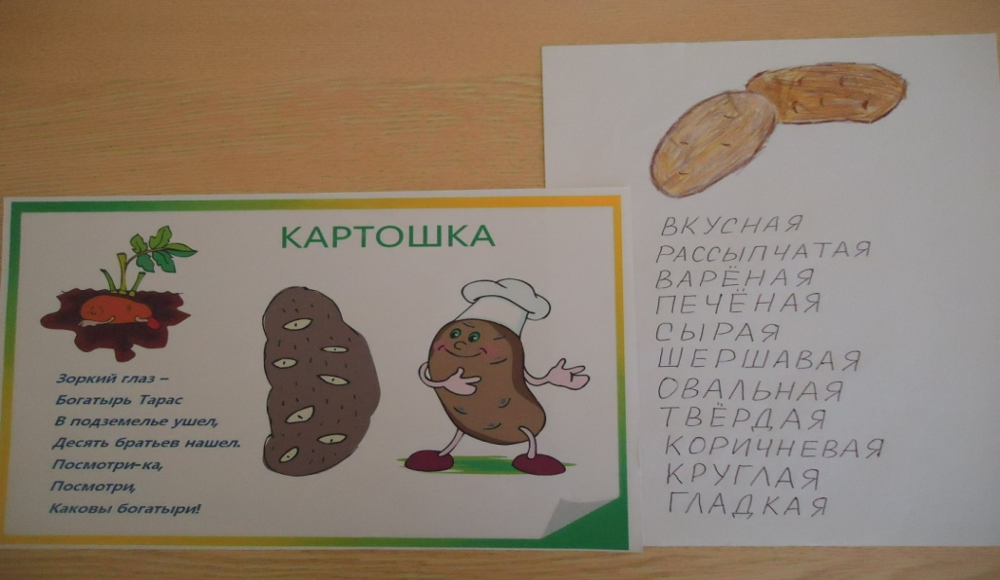 КАРТОШКА
Зоркий глаз –
Богатырь Тарас
В подземелье ушел,
Десять братьев нашел.
Посмотри-ка,
Посмотри,
Каковы богатыри!
ВКУСНАЯ
РАССЫПЧАТАЯ
ВАРЁНАЯ
ПЕЧЁНАЯ
СЫРАЯ
ШЕРШАВАЯ
ОВАЛЬНАЯ
ТВЁРДАЯ
КОРИЧНЕВАЯ
КРУГЛАЯ
ГЛАДКАЯ